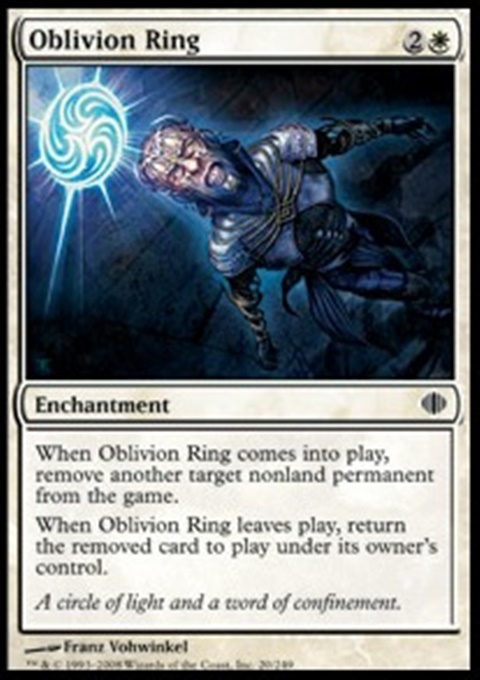 Oblivion Ring 2
Enchantment
When Oblivion Ring comes into play,
remove another target nonland permanent
from the game.
When Oblivion Ring leaves play, return
the removed card to play under its owner's
control.
A circle of light and a word of confinement.
Franz Vohwinkel
™ & © 1993-2008 Wizards of the Coast, Inc. 20/249